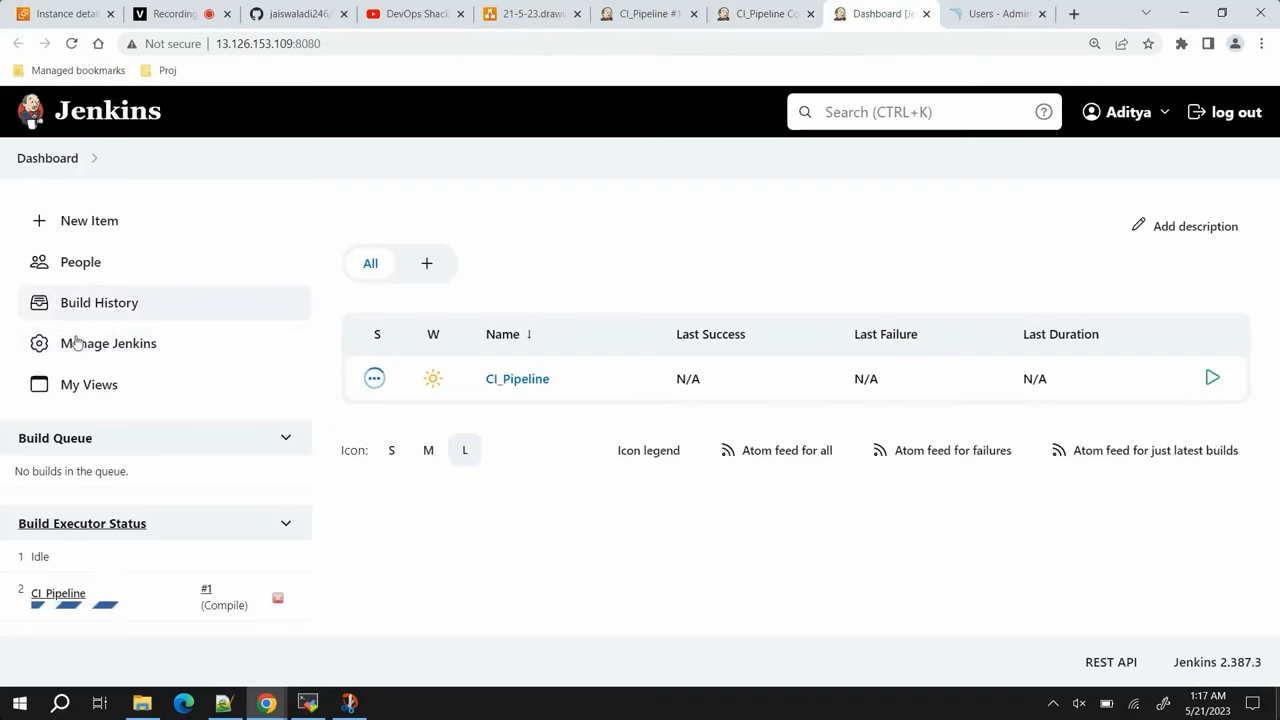 Instance detail
Recording
jaiswaladi246/
DevOps Shack
21-5-23.drawn
CI_Pipeline #1
CI_Pipeline Co
Dashboard [Je
Users - Admin
Not secure
13.126.153.109:8080
Managed bookmarks
Proj
Jenkins
Search (CTRL+K)
Aditya
log out
Dashboard
New Item
People
Build History
Manage Jenkins
My Views
Add description
All
S W Name ↓ Last Success Last Failure Last Duration
CI_Pipeline N/A N/A N/A
Icon: S M L
Icon legend
Atom feed for all
Atom feed for failures
Atom feed for just latest builds
Build Queue
No builds in the queue.
Build Executor Status
1 Idle
2 CI_Pipeline #1
(Compile)
REST API
Jenkins 2.387.3
1:17 AM
5/21/2023